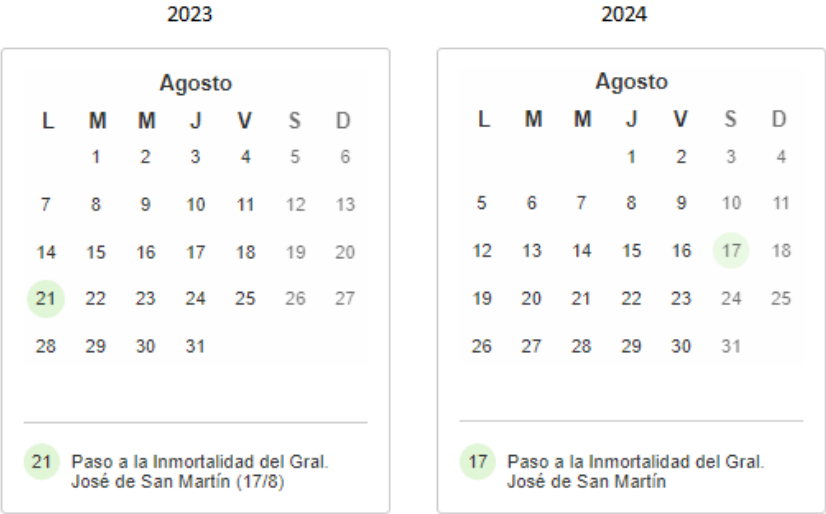 2023
Agosto
L M M J V S D
1 2 3 4 5 6
7 8 9 10 11 12 13
14 15 16 17 18 19 20
21 22 23 24 25 26 27
28 29 30 31
21 Paso a la Inmortalidad del Gral.
José de San Martín (17/8)
2024
Agosto
L M M J V S D
1 2 3 4
5 6 7 8 9 10 11
12 13 14 15 16 17 18
19 20 21 22 23 24 25
26 27 28 29 30 31
17 Paso a la Inmortalidad del Gral.
José de San Martín